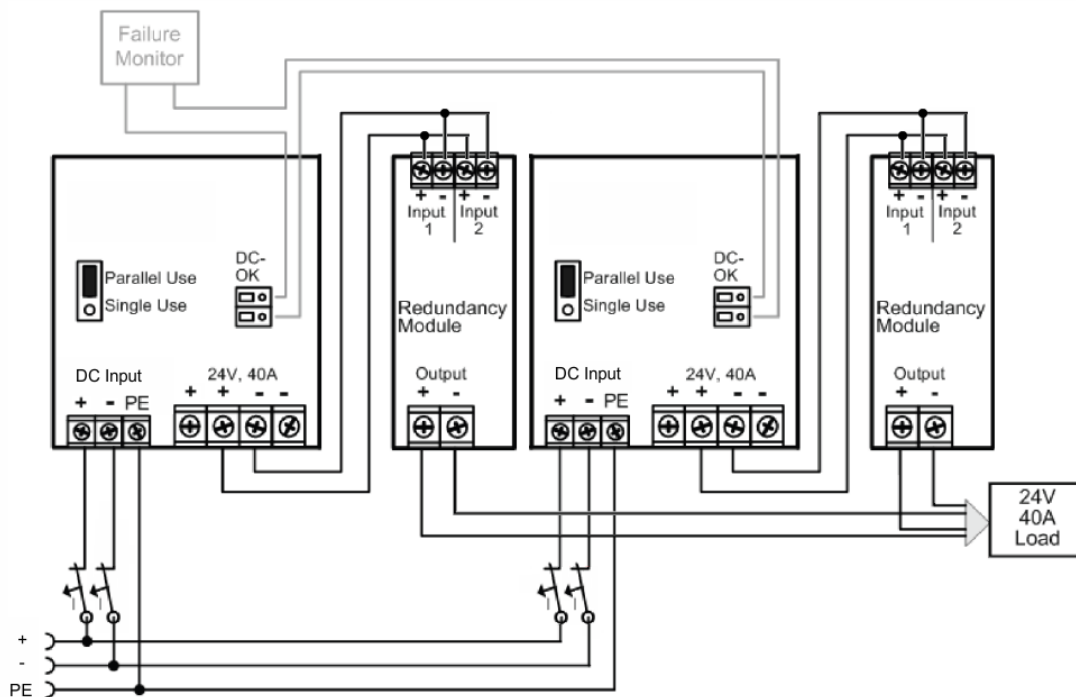 Failure
Monitor
Parallel Use
Single Use
DC-
OK
DC Input
+ - PE
24V, 40A
+ + - -
+ - + -
Input
1
Input
2
Redundancy
Module
Output
+ -
Parallel Use
Single Use
DC-
OK
DC Input
+ - PE
24V, 40A
+ + - -
+ - + -
Input
1
Input
2
Redundancy
Module
Output
+ -
24V
40A
Load
I
I
I
I
+
-
PE